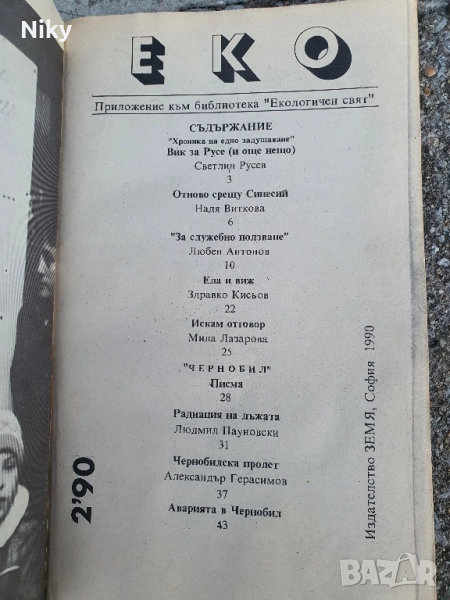 Niky
ЕКО
Приложение към библиотека "Екологичен свят"
СЪДЪРЖАНИЕ
"Хроника на едно задушаване"
Вик за Русе (и още нещо)
Светлин Русев
3
Отново срещу Синесий
Надя Виткова
6
"За служебно ползване"
Любен Антонов
10
Ела и виж
Здравко Кисьов
22
Искам отговор
Мила Лазарова
25
"ЧЕРНОБИЛ"
Писма
28
Радиация на лъжата
Людмил Пауновски
31
Чернобилска пролет
Александър Герасимов
37
Аварията в Чернобил
43
2'90
Издателство ЗЕМЯ, София 1990
BAZAR